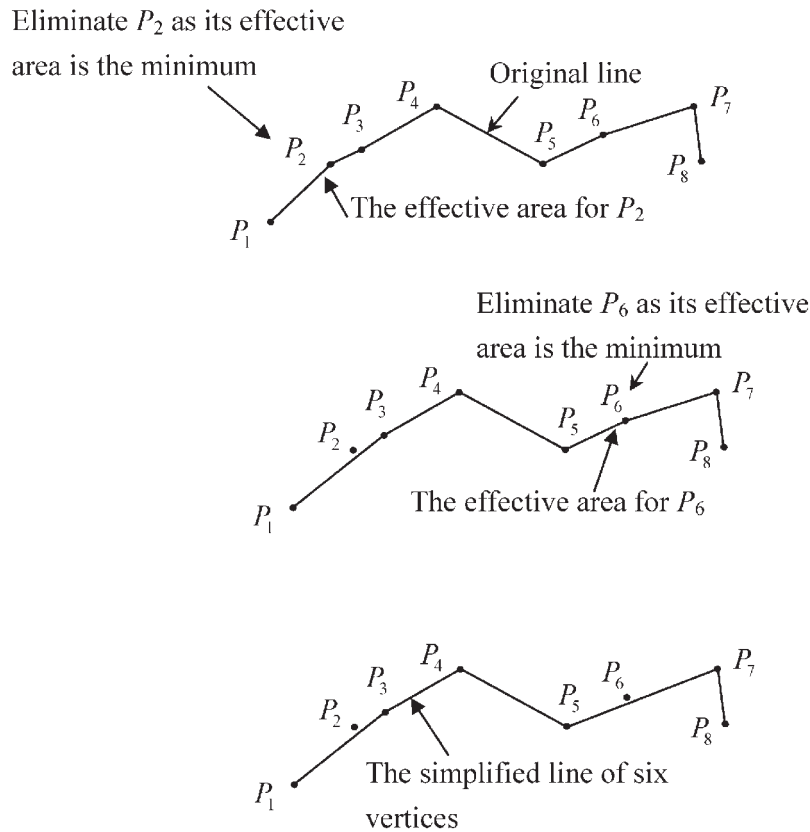 Eliminate P₂ as its effective
area is the minimum
Original line
P₁
P₂
P₃
P₄
P₅
P₆
P₇
P₈
The effective area for P₂
Eliminate P₆ as its effective
area is the minimum
P₁
P₂
P₃
P₄
P₅
P₆
P₇
P₈
The effective area for P₆
P₁
P₂
P₃
P₄
P₅
P₆
P₇
P₈
The simplified line of six
vertices